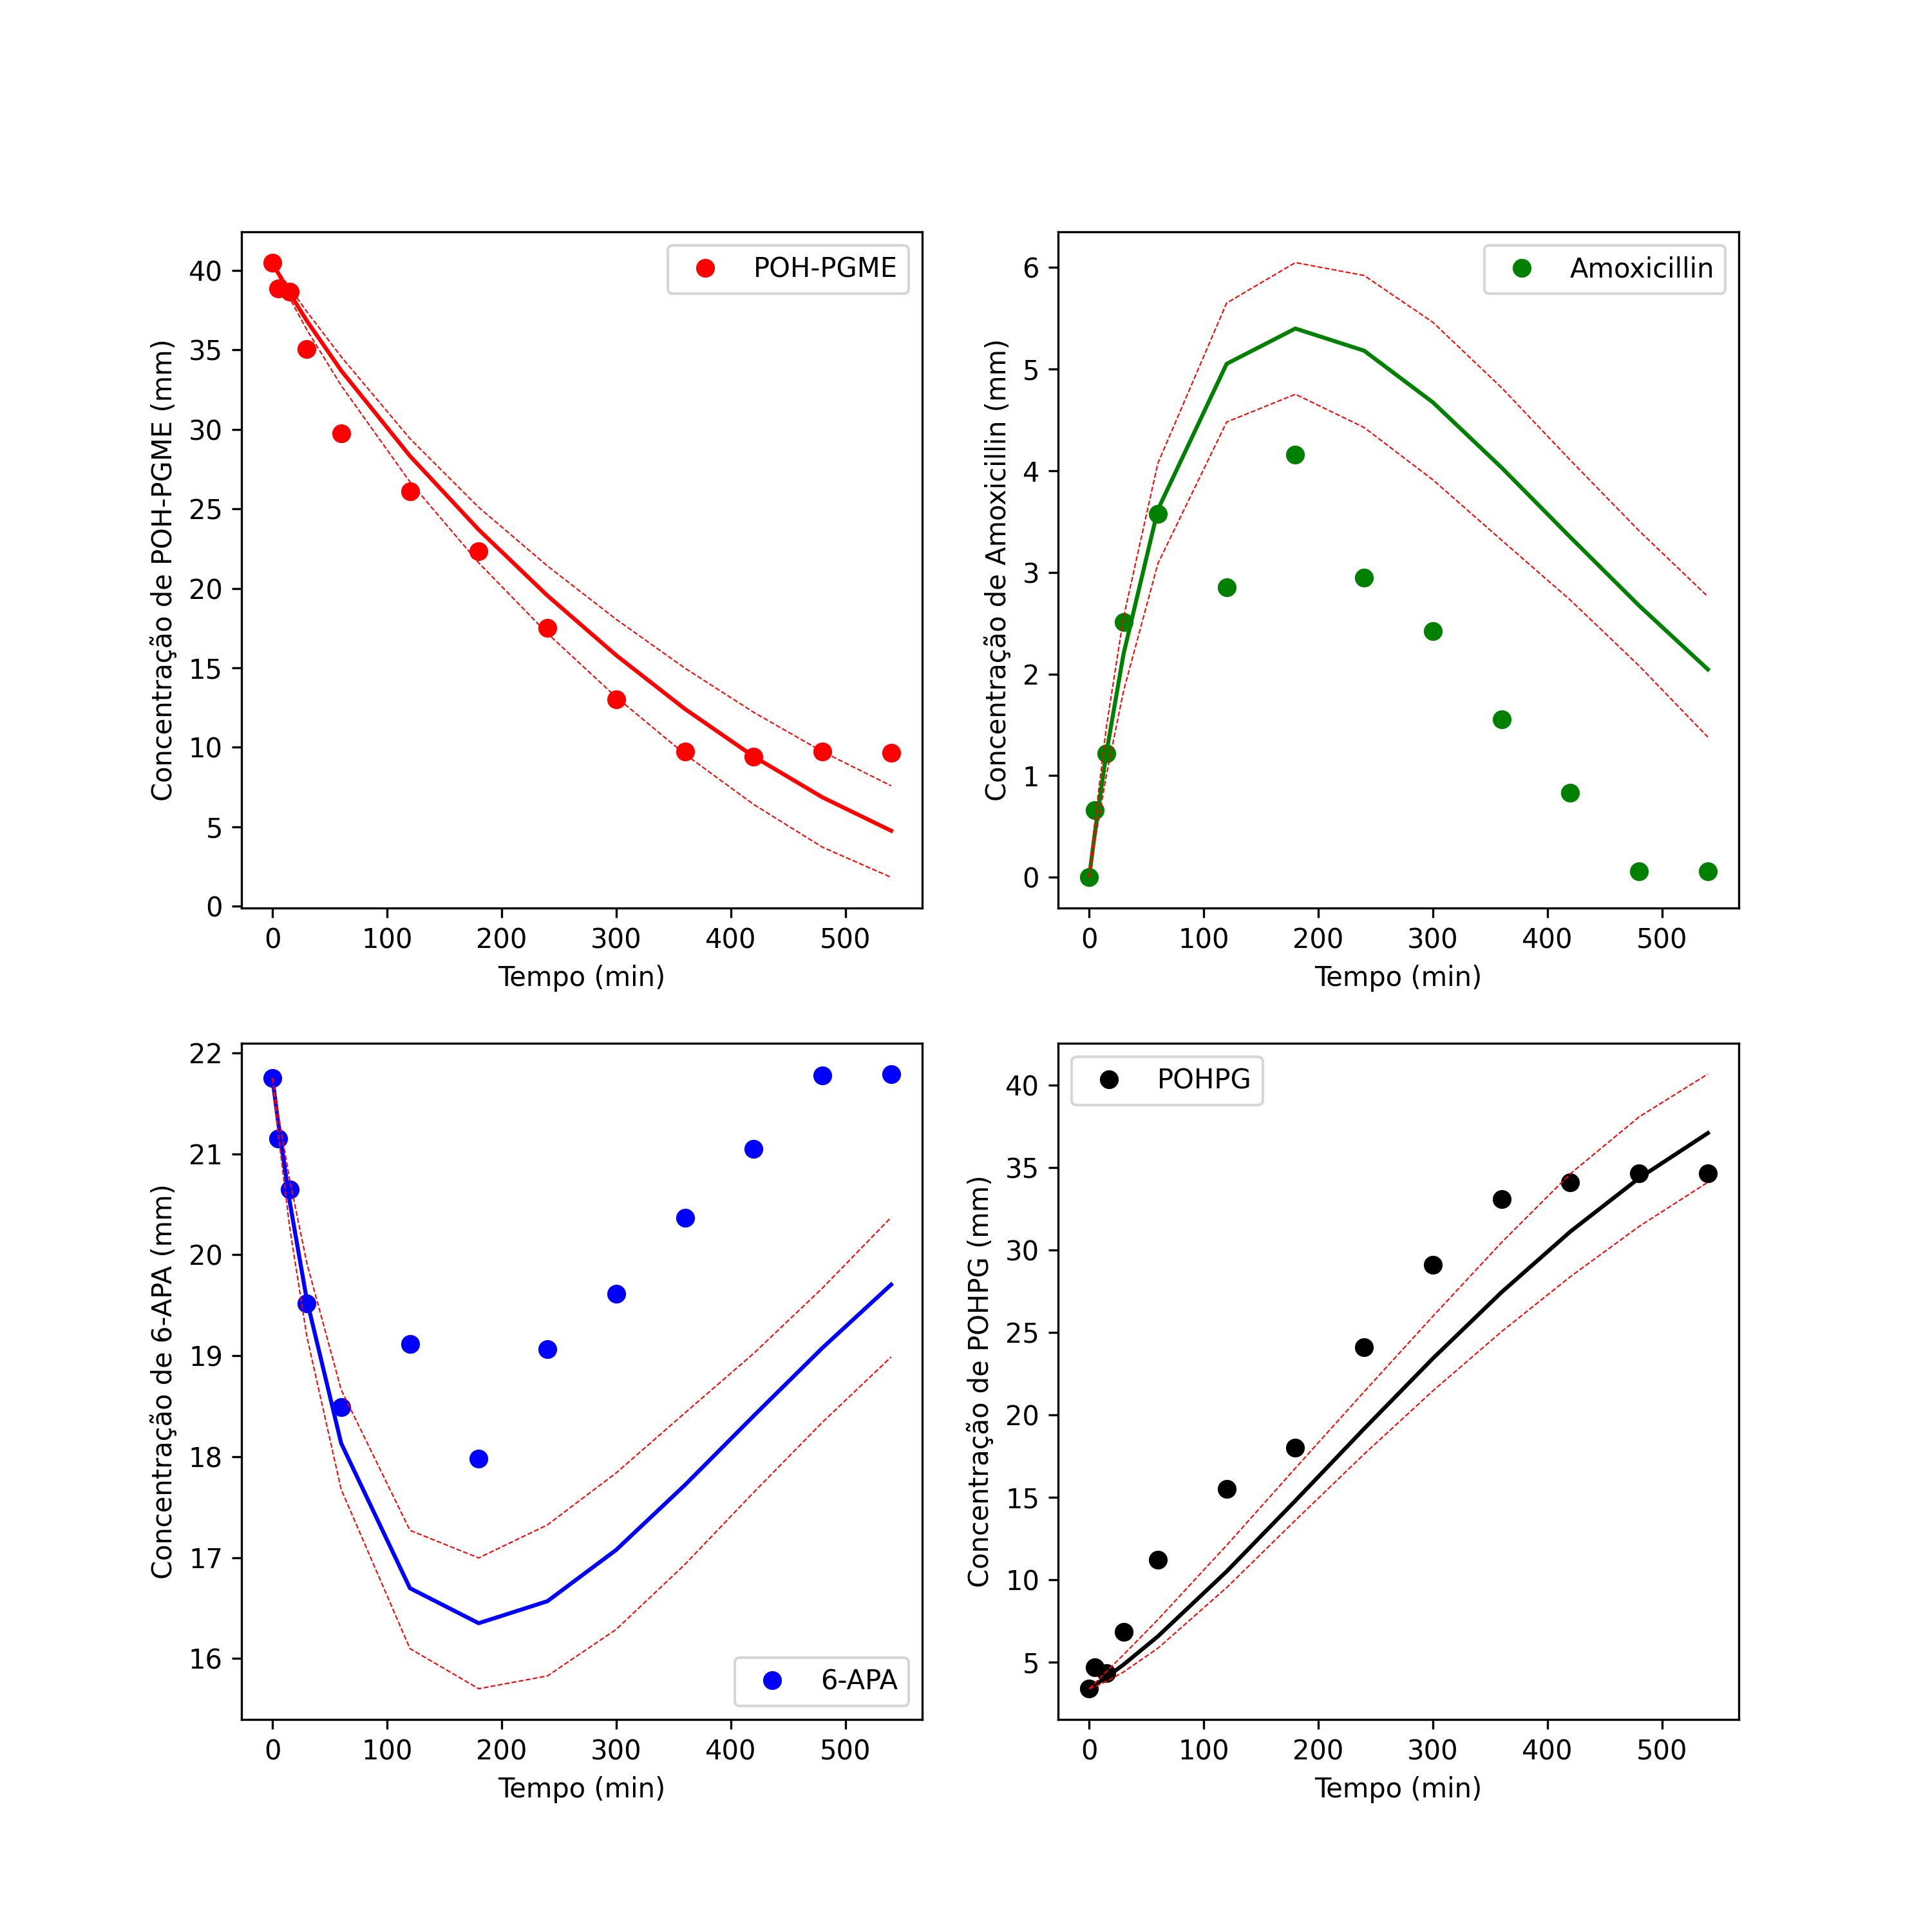 POH-PGME
Concentração de POH-PGME (mm)
40
35
30
25
20
15
10
5
0
0 100 200 300 400 500
Tempo (min)
Amoxicillin
Concentração de Amoxicillin (mm)
6
5
4
3
2
1
0
0 100 200 300 400 500
Tempo (min)
6-APA
Concentração de 6-APA (mm)
22
21
20
19
18
17
16
0 100 200 300 400 500
Tempo (min)
POHPG
Concentração de POHPG (mm)
40
35
30
25
20
15
10
5
0 100 200 300 400 500
Tempo (min)